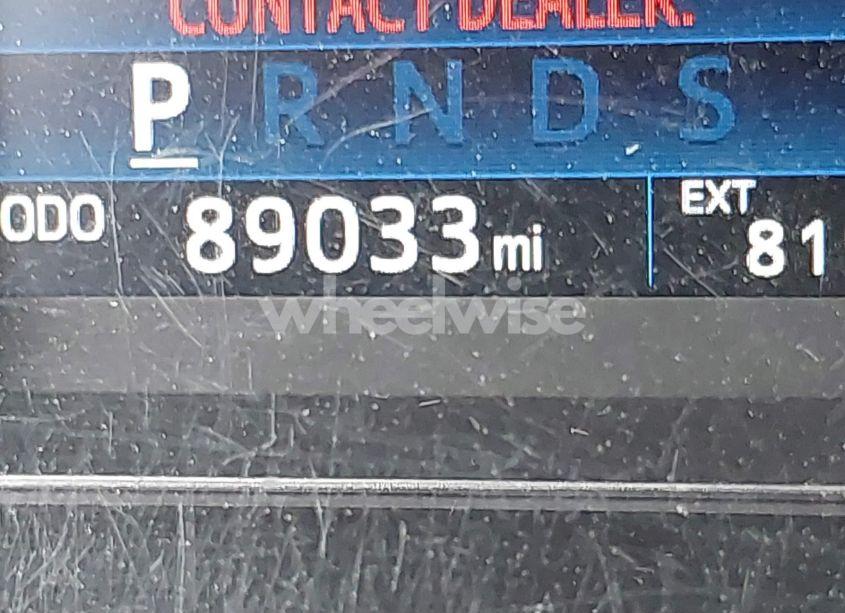 CONTACT DEALER.
P R N D S
ODO 89033 mi EXT 81
wheelwise